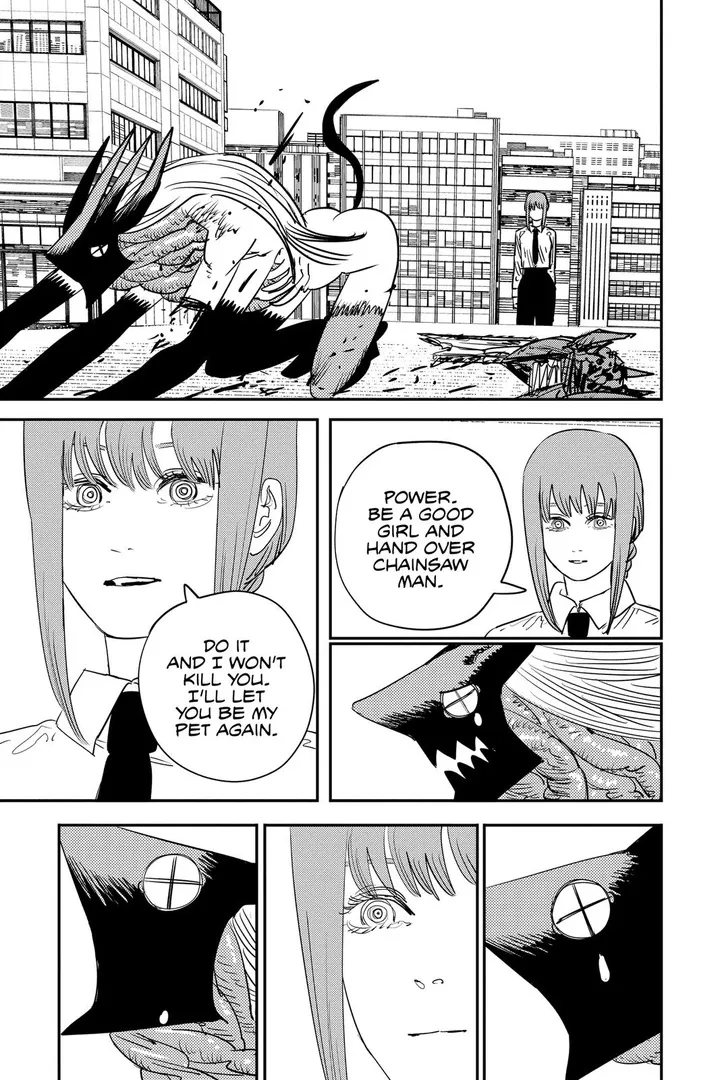 POWER.
BE A GOOD
GIRL AND
HAND OVER
CHAINSAW
MAN.
DO IT
AND I WON'T
KILL YOU.
I'LL LET
YOU BE MY
PET AGAIN.